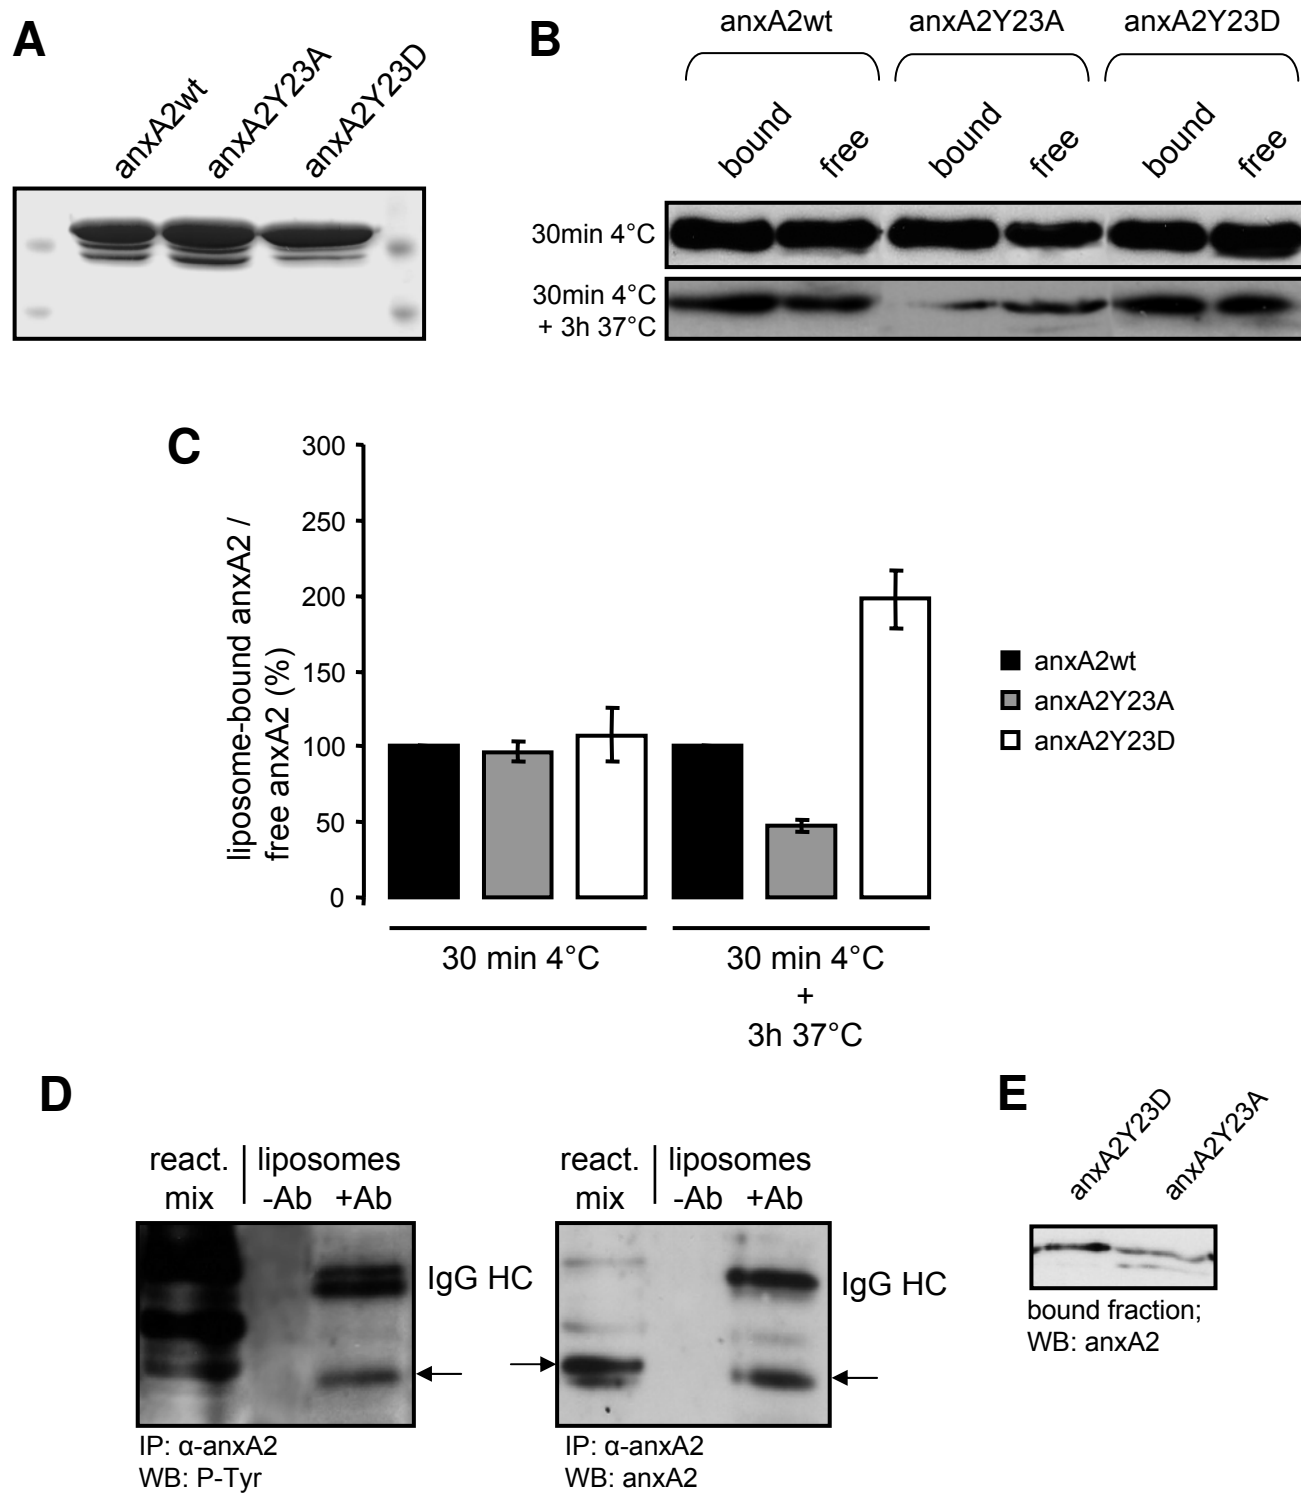 A
anxA2wt
anxA2Y23A
anxA2Y23D
B
anxA2wt
anxA2Y23A
anxA2Y23D
bound
free
bound
free
bound
free
30min 4°C
30min 4°C
+ 3h 37°C
C
300
250
200
150
100
50
0
liposome-bound anxA2 /
free anxA2 (%)
30 min 4°C
30 min 4°C
+
3h 37°C
anxA2wt
anxA2Y23A
anxA2Y23D
D
react.
mix
liposomes
-Ab +Ab
IgG HC
IP: α-anxA2
WB: P-Tyr
react.
mix
liposomes
-Ab +Ab
IgG HC
IP: α-anxA2
WB: anxA2
E
anxA2Y23D
anxA2Y23A
bound fraction;
WB: anxA2